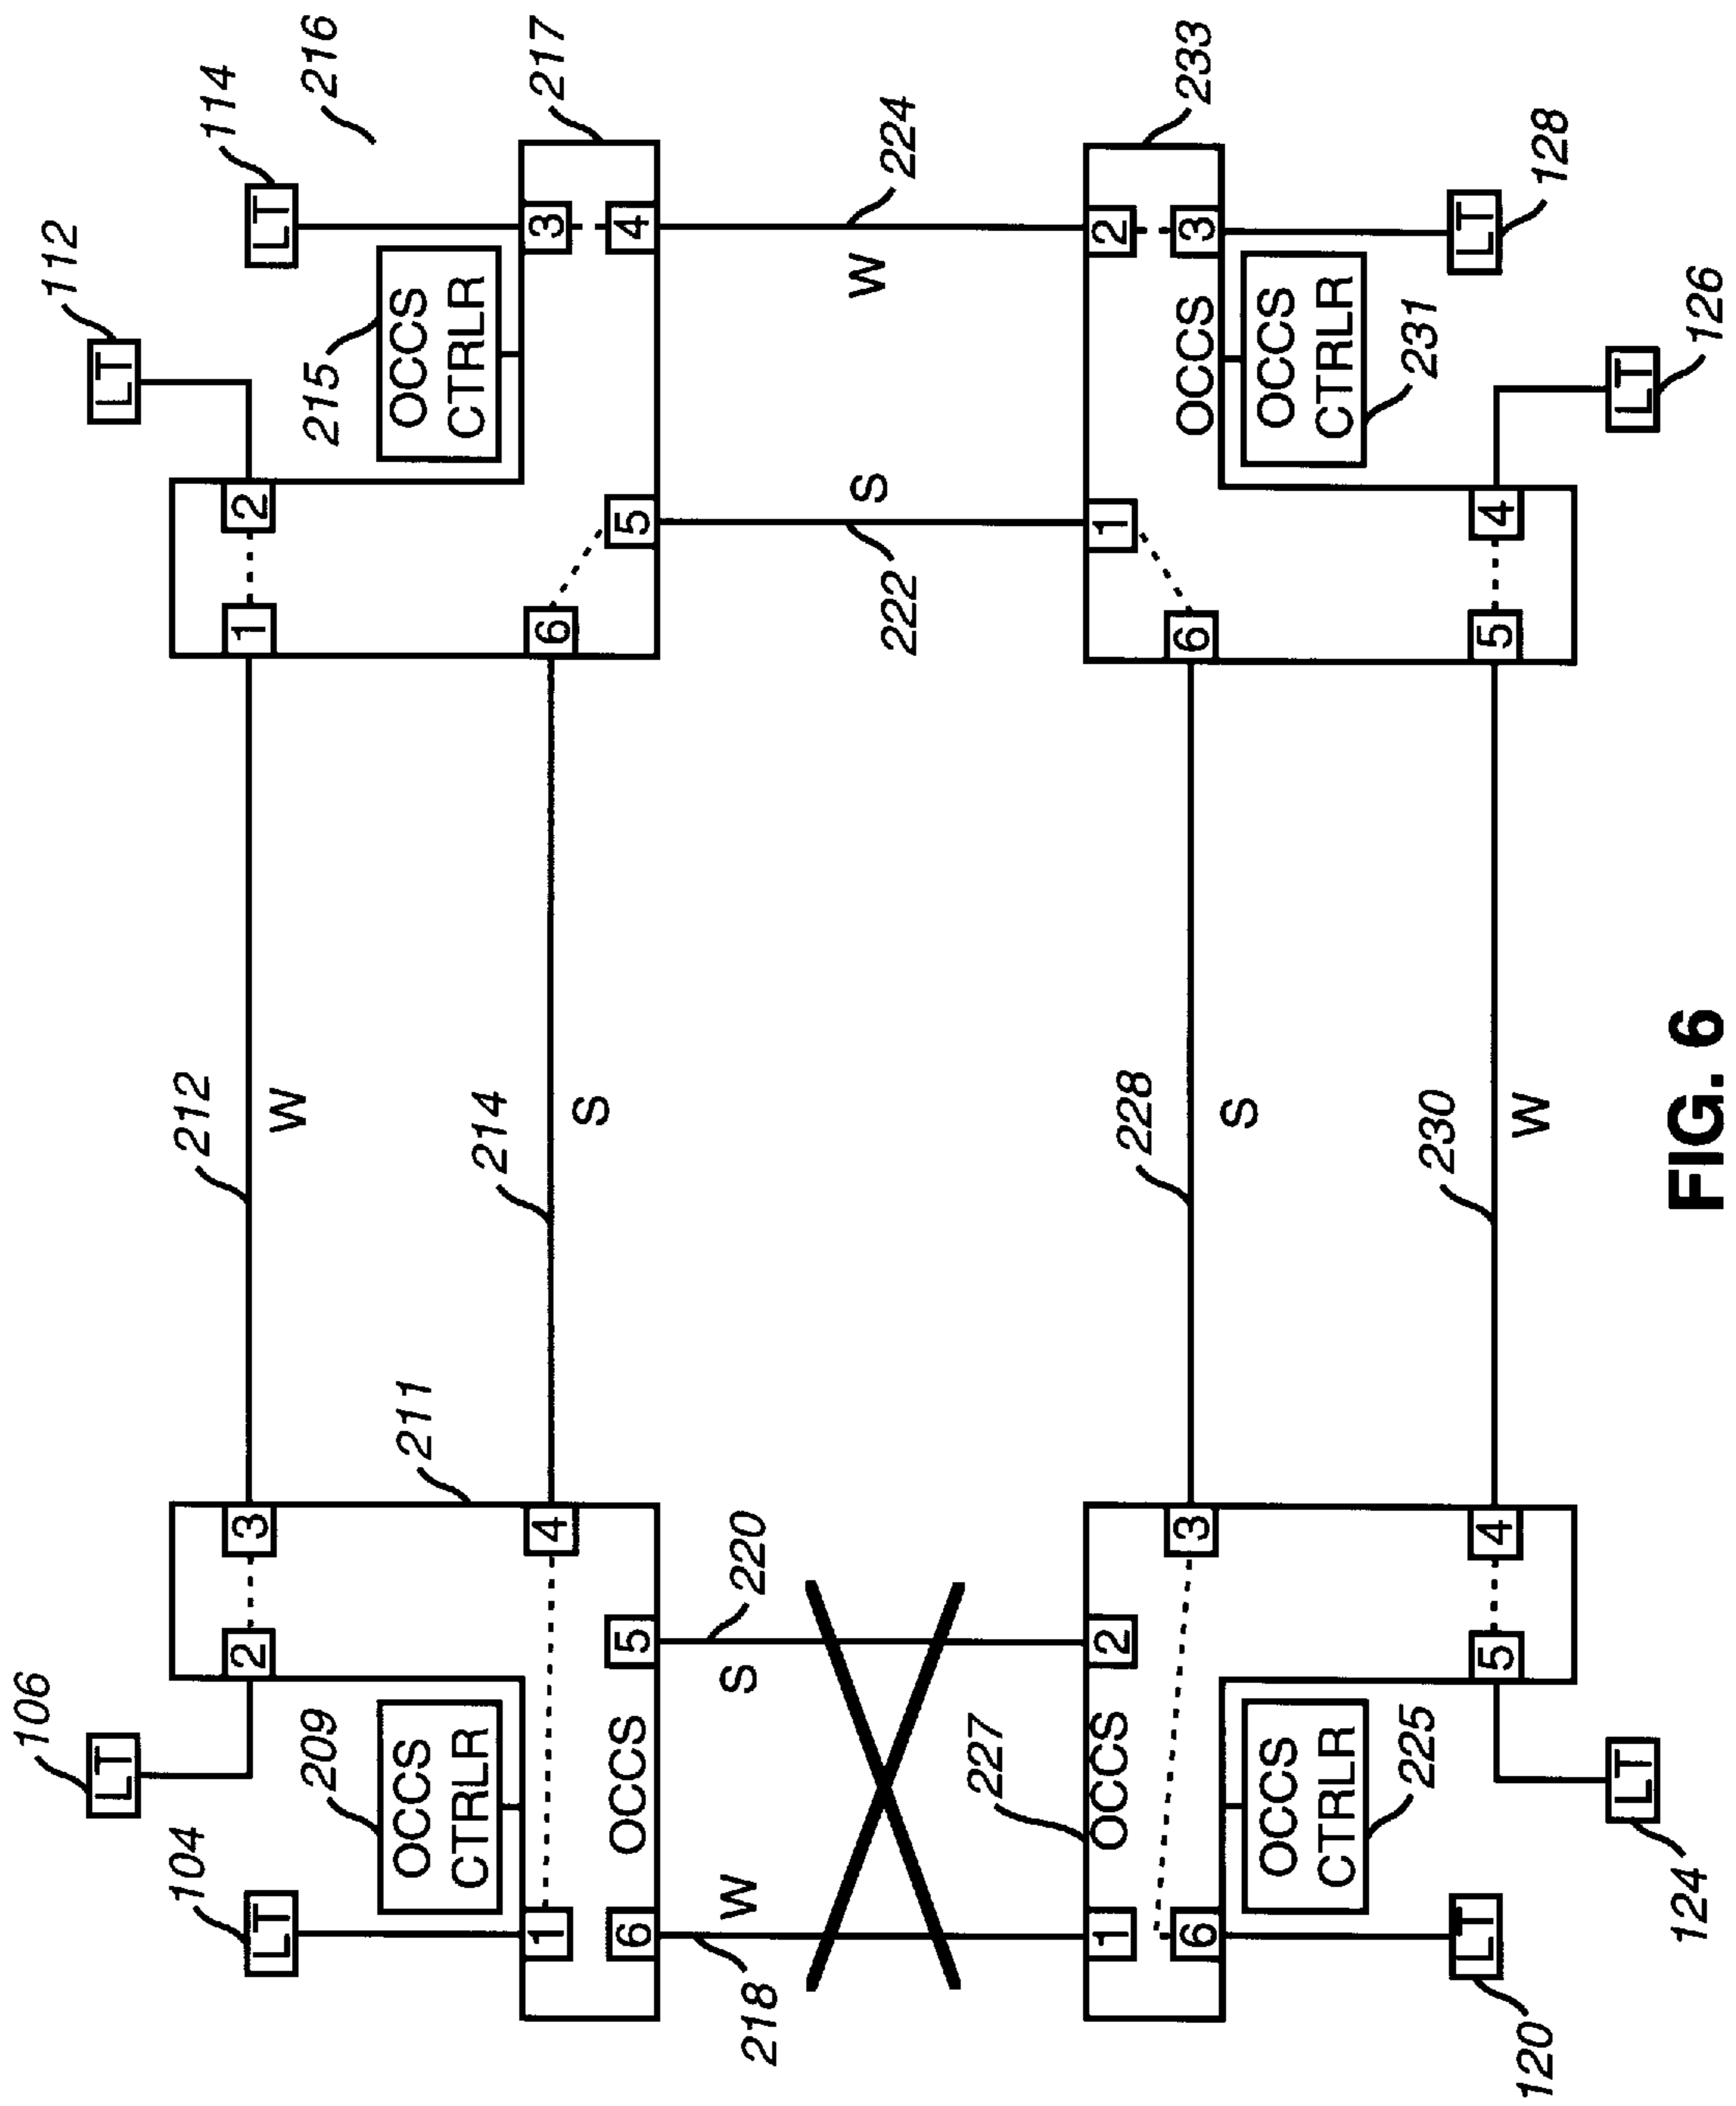 106
112
LT
LT
104
212
114
LT
2
3
1
2
LT
W
209
215
216
OCCS
CTRLR
211
OCCS
CTRLR
214
1
4
6
3
217
S
6
OCCS
5
5
4
W
S
220
218
S
W
222
224
227
1
OCCS
2
1
2
228
6
3
6
OCCS
3
233
S
OCCS
CTRLR
OCCS
CTRLR
225
230
231
LT
5
4
5
4
LT
120
W
128
LT
LT
124
126
FIG. 6